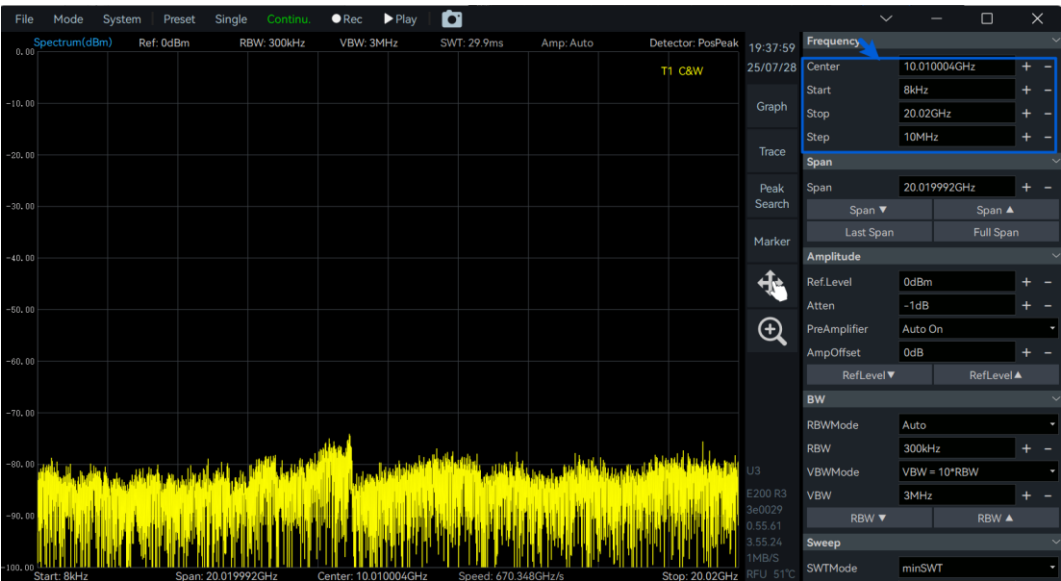 File Mode System Preset Single Continu. Rec Play
Spectrum(dBm) Ref: 0dBm RBW: 300kHz VBW: 3MHz SWT: 29.9ms Amp: Auto Detector: PosPeak
T1 C&W
0.00
-10.00
-20.00
-30.00
-40.00
-50.00
-60.00
-70.00
-80.00
-90.00
-100.00
Start: 8kHz Span: 20.019992GHz Center: 10.010004GHz Speed: 670.348GHz/s Stop: 20.02GHz
19:37:59
25/07/28
Graph
Trace
Peak
Search
Marker
U3
E200 R3
3e0029
0.55.61
3.55.24
1MB/S
RFU 51°C
Frequency
Center 10.010004GHz + -
Start 8kHz + -
Stop 20.02GHz + -
Step 10MHz + -
Span
Span 20.019992GHz + -
Span ▼ Span ▲
Last Span Full Span
Amplitude
Ref.Level 0dBm + -
Atten -1dB + -
PreAmplifier Auto On
AmpOffset 0dB + -
RefLevel▼ RefLevel▲
BW
RBWMode Auto
RBW 300kHz + -
VBWMode VBW = 10*RBW
VBW 3MHz + -
RBW ▼ RBW ▲
Sweep
SWTMode minSWT